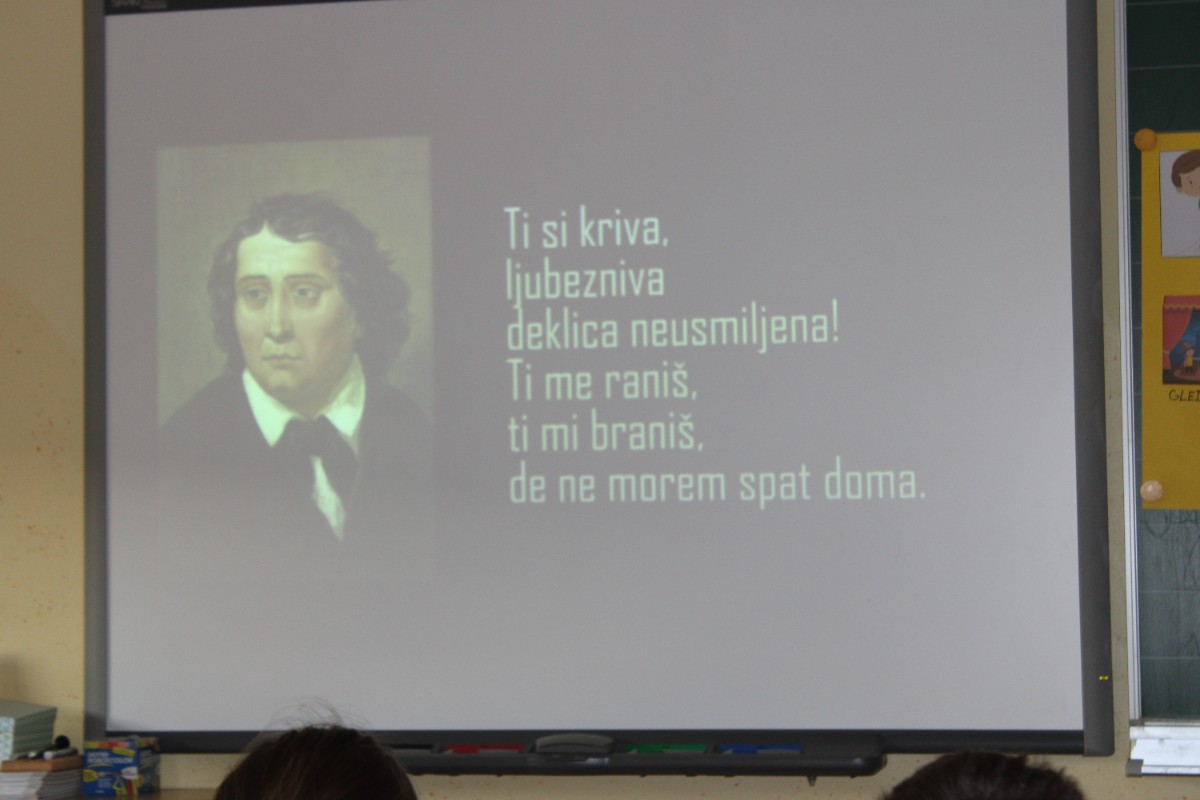 Ti si kriva,
ljubezniva
deklica neusmiljena!
Ti me raniš,
ti mi braniš,
de ne morem spat doma.